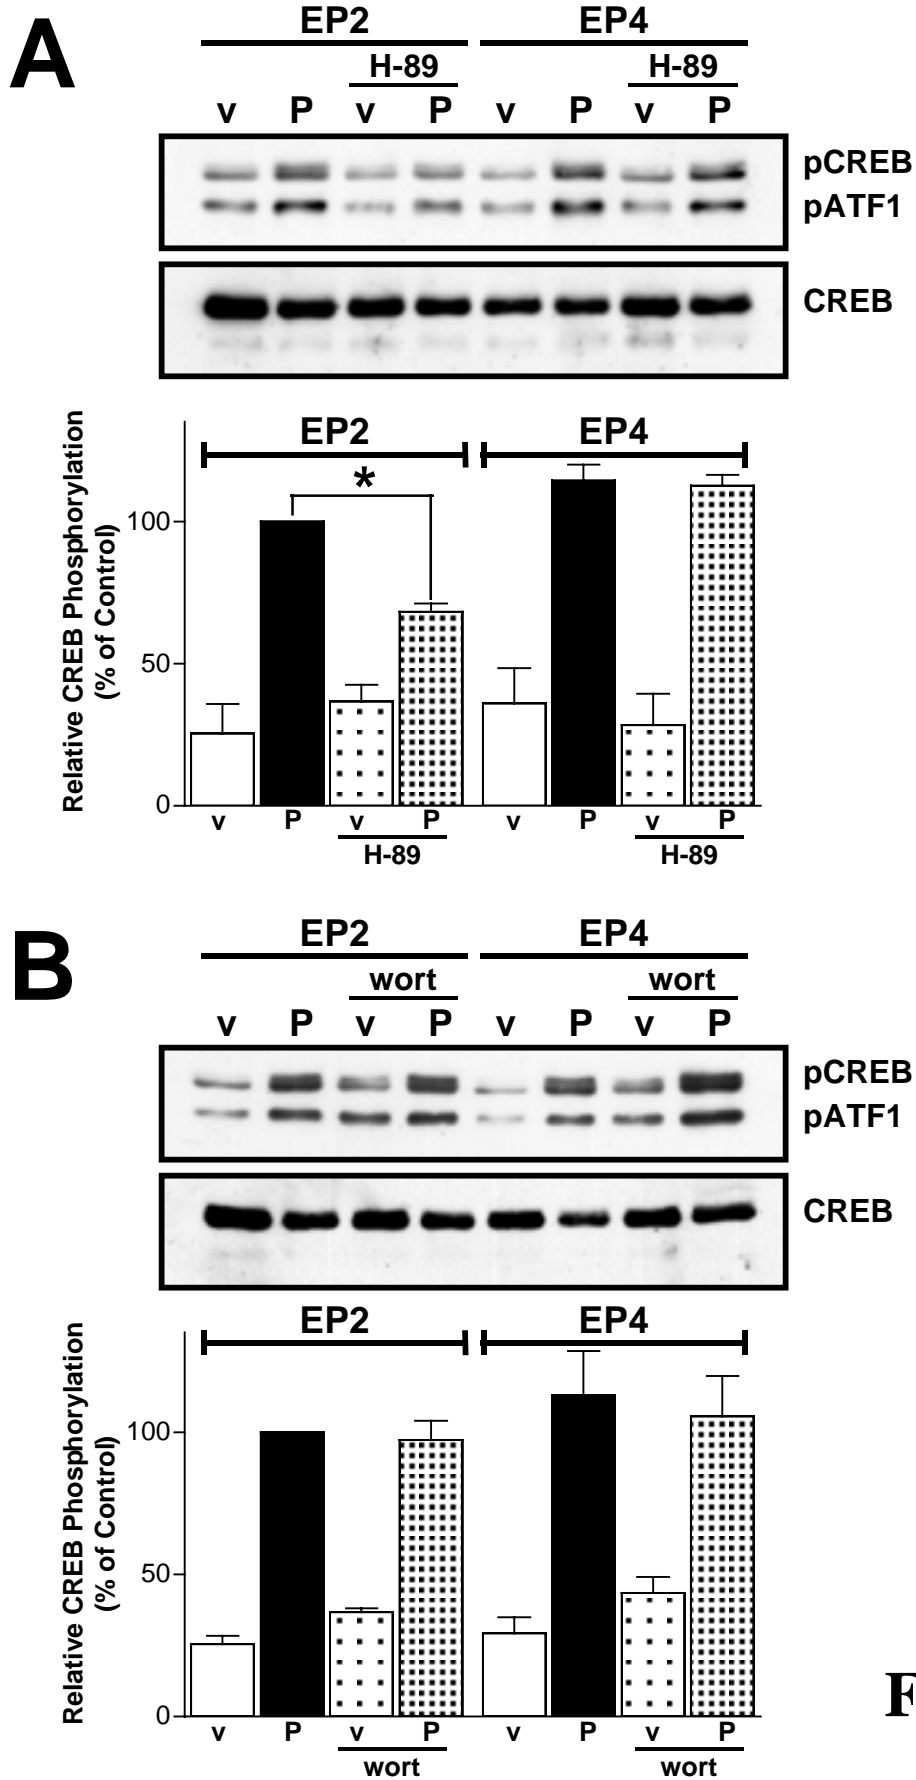 A
EP2 EP4
H-89 H-89
v P v P v P v P
pCREB
pATF1
CREB
EP2 EP4
*
Relative CREB Phosphorylation
(% of Control)
100
50
0
v P v P v P v P
H-89 H-89
B
EP2 EP4
wort wort
v P v P v P v P
pCREB
pATF1
CREB
EP2 EP4
Relative CREB Phosphorylation
(% of Control)
100
50
0
v P v P v P v P
wort wort